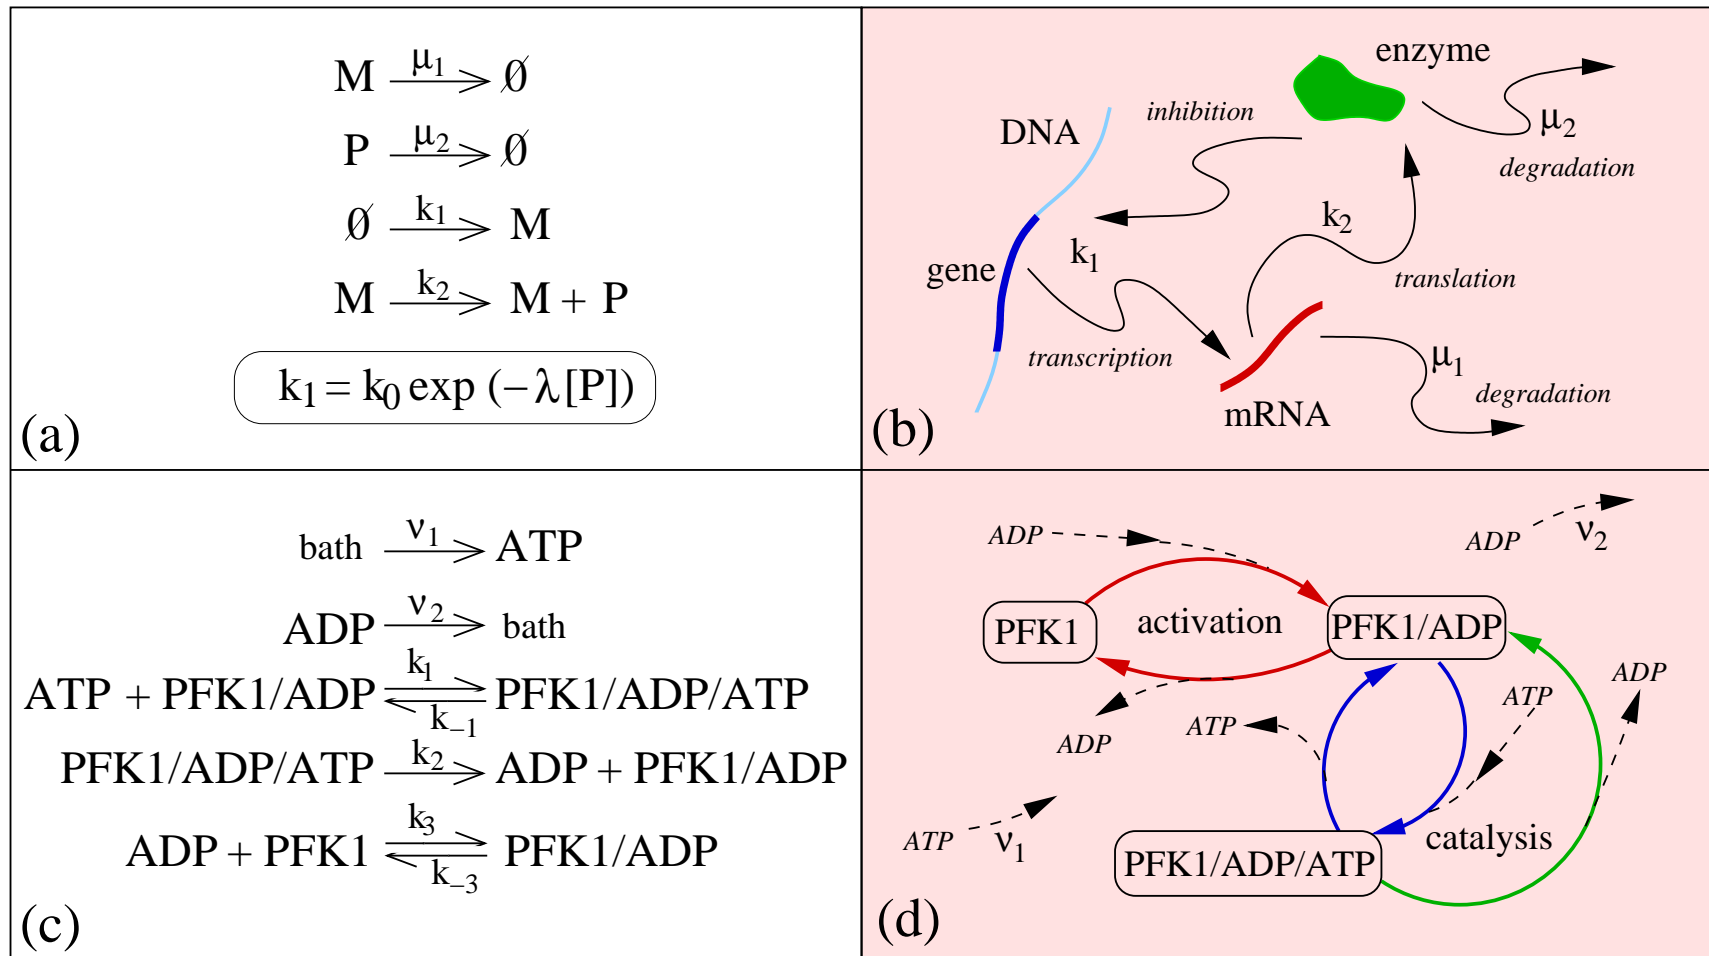 M μ1 ∅
P μ2 ∅
∅ k1 M
M k2 M + P
k1 = k0 exp (−λ[P])
(a)
enzyme
inhibition
DNA
μ2
degradation
k2
k1
gene
translation
transcription
μ1
degradation
mRNA
(b)
bath ν1 ATP
ADP ν2 bath
ATP + PFK1/ADP k1 k−1 PFK1/ADP/ATP
PFK1/ADP/ATP k2 ADP + PFK1/ADP
ADP + PFK1 k3 k−3 PFK1/ADP
(c)
ADP
ADP ν2
PFK1
activation
PFK1/ADP
ADP
ATP
ATP
ADP
ATP ν1
catalysis
PFK1/ADP/ATP
(d)